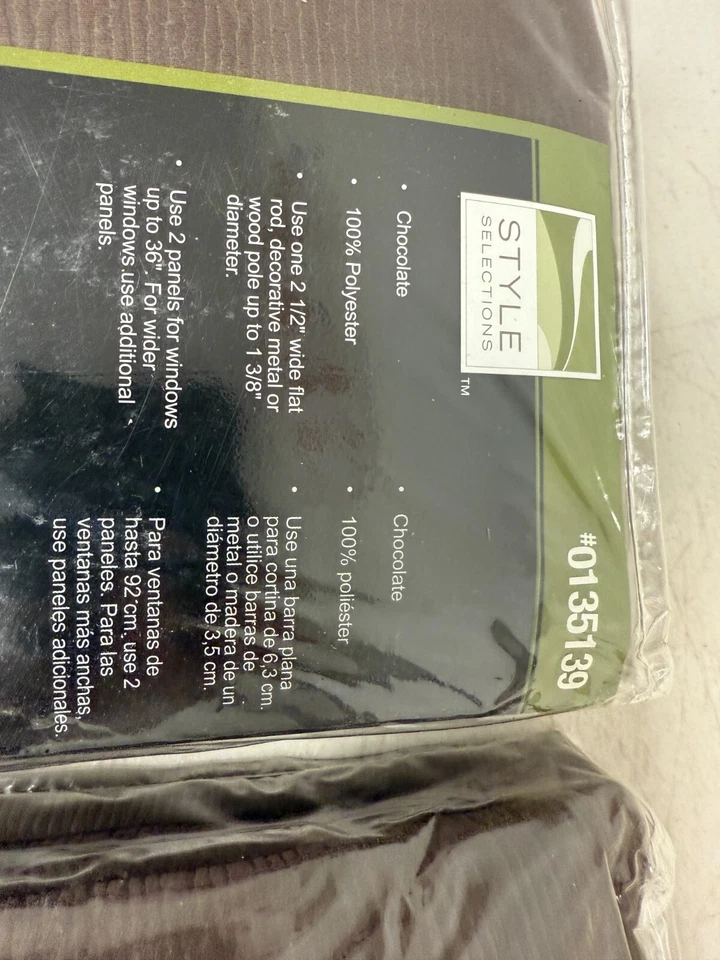 #0135139
STYLE
SELECTIONS
TM
• Chocolate
• 100% Polyester
• Use one 2 1/2" wide flat
rod, decorative metal or
wood pole up to 1 3/8"
diameter.
• Use 2 panels for windows
up to 36". For wider
windows use additional
panels.
• Chocolate
• 100% poliéster
• Use una barra plana
para cortina de 6,3 cm.
o utilice barras de
metal o madera de un
diámetro de 3,5 cm.
• Para ventanas de
hasta 92 cm, use 2
paneles. Para las
ventanas más anchas,
use paneles adicionales.